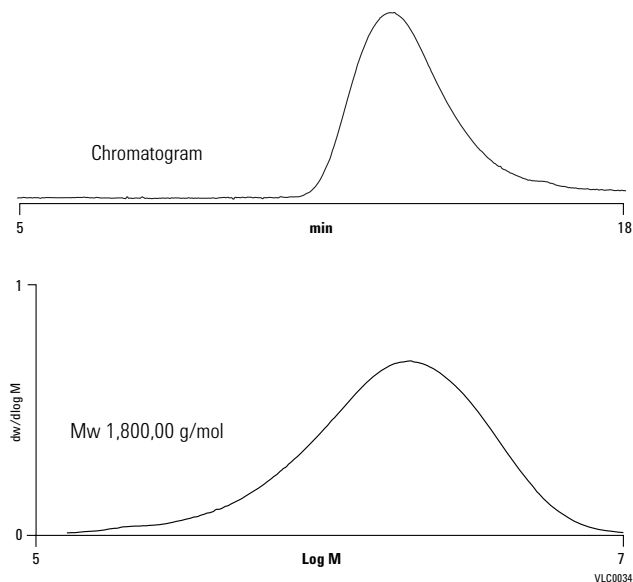 Chromatogram
5
min
18
1
dw/dlog M
Mw 1,800,00 g/mol
0
5
Log M
7
VLC0034